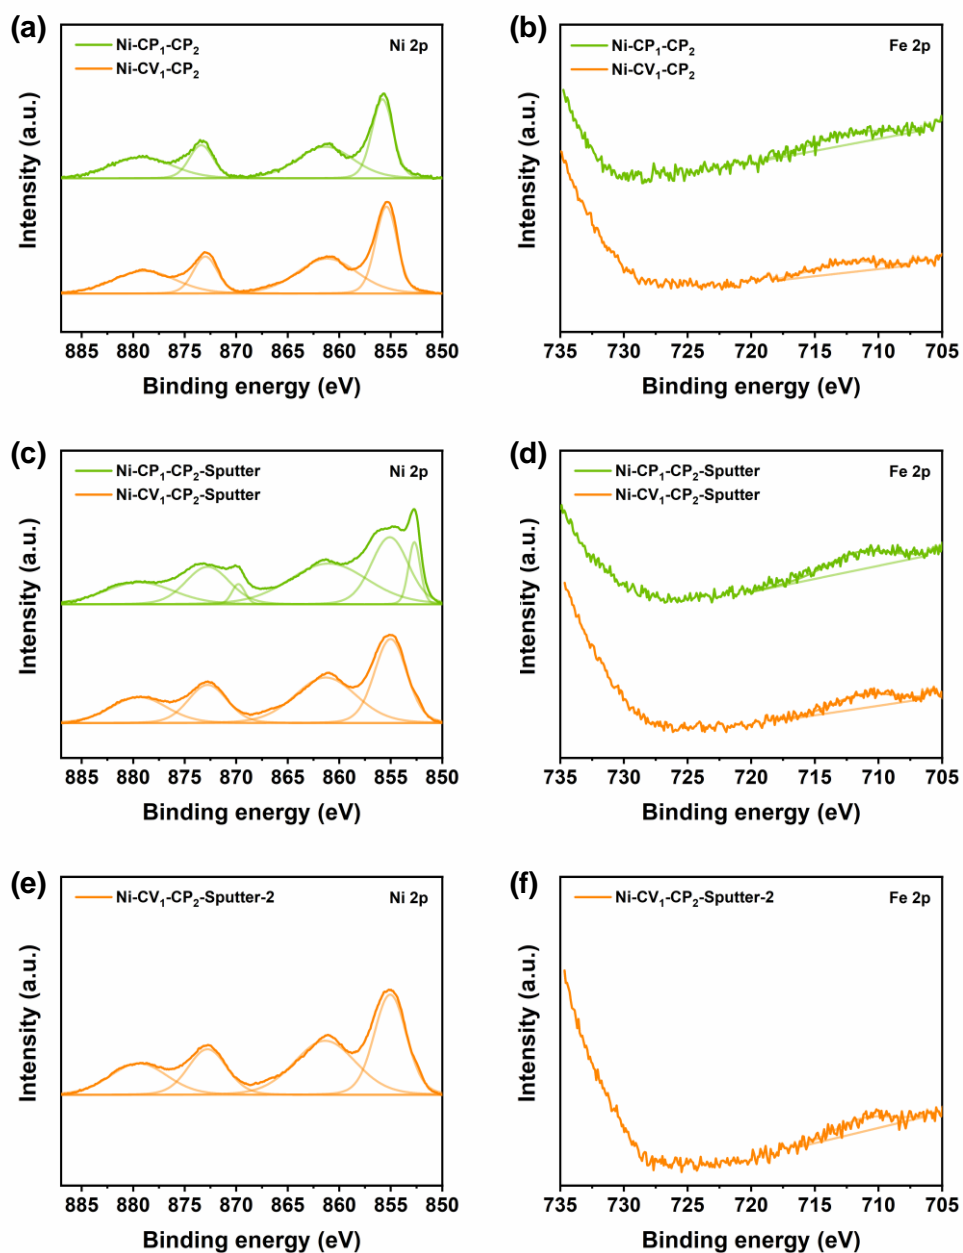 (a)
Ni-CP₁-CP₂
Ni-CV₁-CP₂
Ni 2p
Intensity (a.u.)
885 880 875 870 865 860 855 850
Binding energy (eV)
(b)
Ni-CP₁-CP₂
Ni-CV₁-CP₂
Fe 2p
Intensity (a.u.)
735 730 725 720 715 710 705
Binding energy (eV)
(c)
Ni-CP₁-CP₂-Sputter
Ni-CV₁-CP₂-Sputter
Ni 2p
Intensity (a.u.)
885 880 875 870 865 860 855 850
Binding energy (eV)
(d)
Ni-CP₁-CP₂-Sputter
Ni-CV₁-CP₂-Sputter
Fe 2p
Intensity (a.u.)
735 730 725 720 715 710 705
Binding energy (eV)
(e)
Ni-CV₁-CP₂-Sputter-2
Ni 2p
Intensity (a.u.)
885 880 875 870 865 860 855 850
Binding energy (eV)
(f)
Ni-CV₁-CP₂-Sputter-2
Fe 2p
Intensity (a.u.)
735 730 725 720 715 710 705
Binding energy (eV)